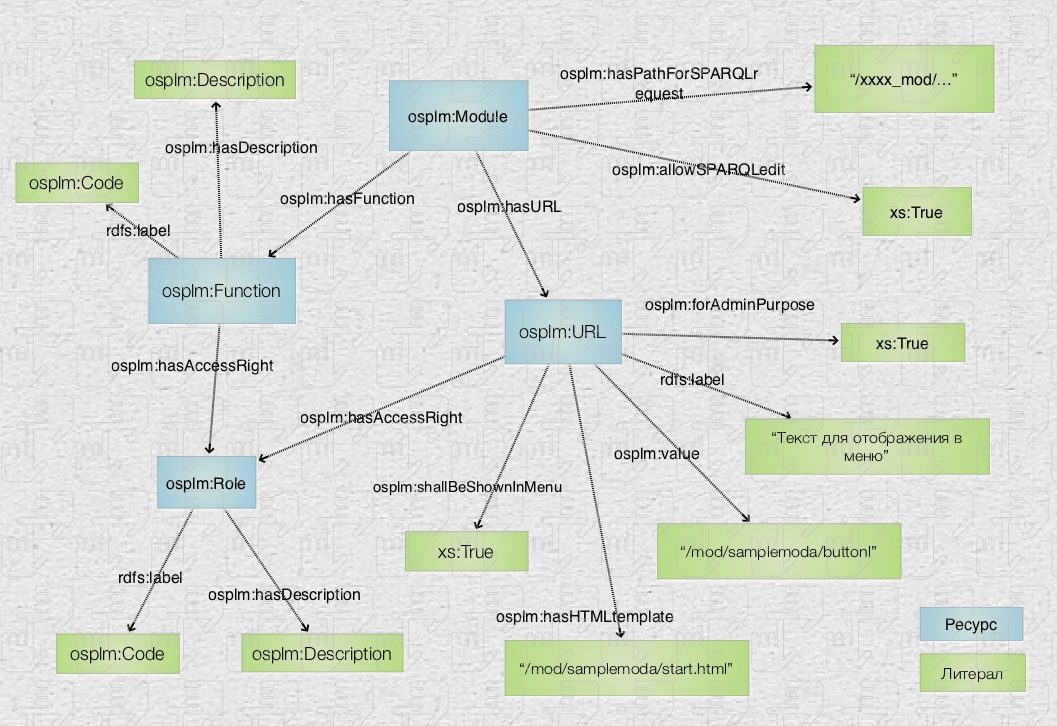 osplm:Description
osplm:hasPathForSPARQLr
equest
"/xxxx_mod/…"
osplm:Module
osplm:hasDescription
osplm:allowSPARQLedit
osplm:Code
osplm:hasFunction
osplm:hasURL
xs:True
rdfs:label
osplm:Function
osplm:forAdminPurpose
osplm:URL
xs:True
osplm:hasAccessRight
rdfs:label
osplm:hasAccessRight
"Текст для отображения в
меню"
osplm:value
osplm:Role
osplm:shallBeShownInMenu
xs:True
"/mod/samplemoda/button!"
rdfs:label
osplm:hasDescription
osplm:hasHTMLtemplate
Ресурс
osplm:Code
osplm:Description
"/mod/samplemoda/start.html"
Литерал